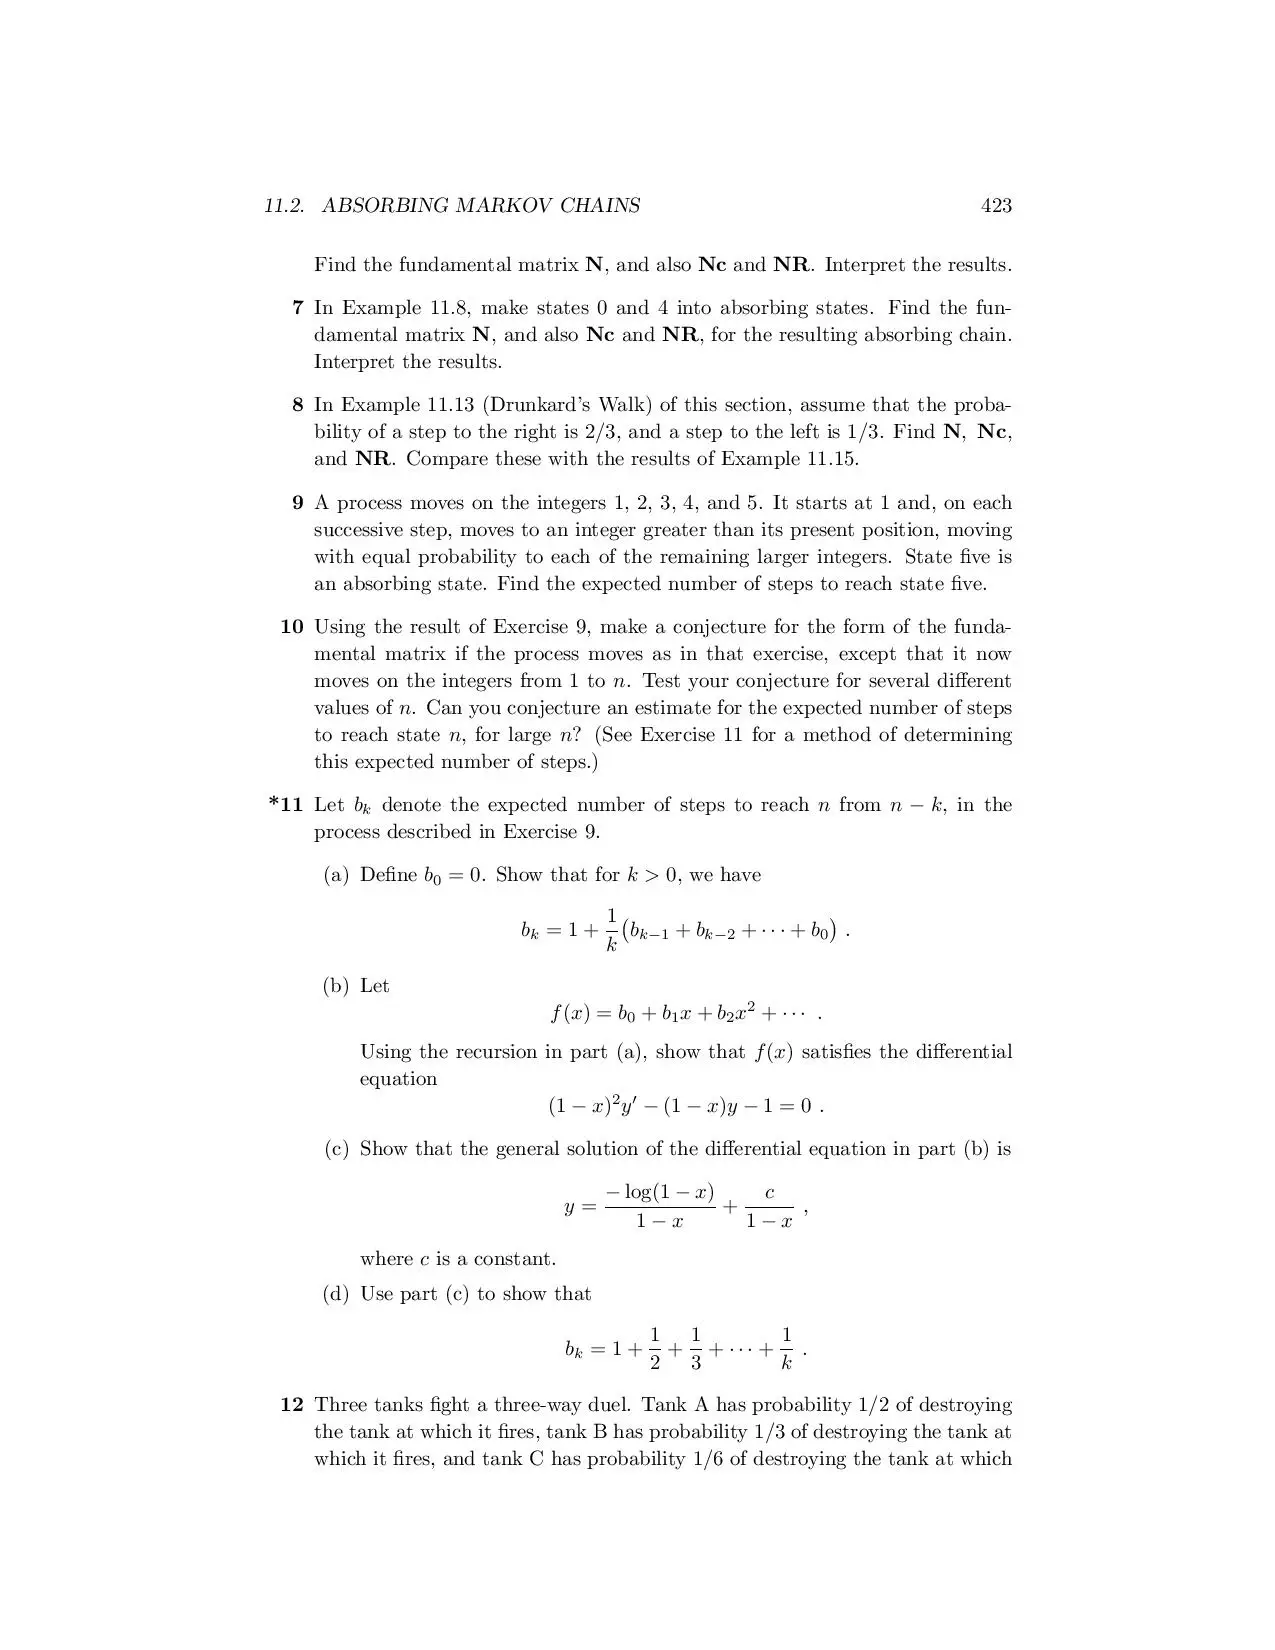 11.2. ABSORBING MARKOV CHAINS 423
Find the fundamental matrix N, and also Nc and NR. Interpret the results.
7 In Example 11.8, make states 0 and 4 into absorbing states. Find the fun-
damental matrix N, and also Nc and NR, for the resulting absorbing chain.
Interpret the results.
8 In Example 11.13 (Drunkard's Walk) of this section, assume that the proba-
bility of a step to the right is 2/3, and a step to the left is 1/3. Find N, Nc,
and NR. Compare these with the results of Example 11.15.
9 A process moves on the integers 1, 2, 3, 4, and 5. It starts at 1 and, on each
successive step, moves to an integer greater than its present position, moving
with equal probability to each of the remaining larger integers. State five is
an absorbing state. Find the expected number of steps to reach state five.
10 Using the result of Exercise 9, make a conjecture for the form of the funda-
mental matrix if the process moves as in that exercise, except that it now
moves on the integers from 1 to n. Test your conjecture for several different
values of n. Can you conjecture an estimate for the expected number of steps
to reach state n, for large n? (See Exercise 11 for a method of determining
this expected number of steps.)
*11 Let b_k denote the expected number of steps to reach n from n − k, in the
process described in Exercise 9.
(a) Define b_0 = 0. Show that for k > 0, we have
b_k = 1 + 1/k (b_{k−1} + b_{k−2} + ··· + b_0) .
(b) Let
f(x) = b_0 + b_1x + b_2x² + ··· .
Using the recursion in part (a), show that f(x) satisfies the differential
equation
(1 − x)²y′ − (1 − x)y − 1 = 0 .
(c) Show that the general solution of the differential equation in part (b) is
y = − log(1 − x)/(1 − x) + c/(1 − x) ,
where c is a constant.
(d) Use part (c) to show that
b_k = 1 + 1/2 + 1/3 + ··· + 1/k .
12 Three tanks fight a three-way duel. Tank A has probability 1/2 of destroying
the tank at which it fires, tank B has probability 1/3 of destroying the tank at
which it fires, and tank C has probability 1/6 of destroying the tank at which